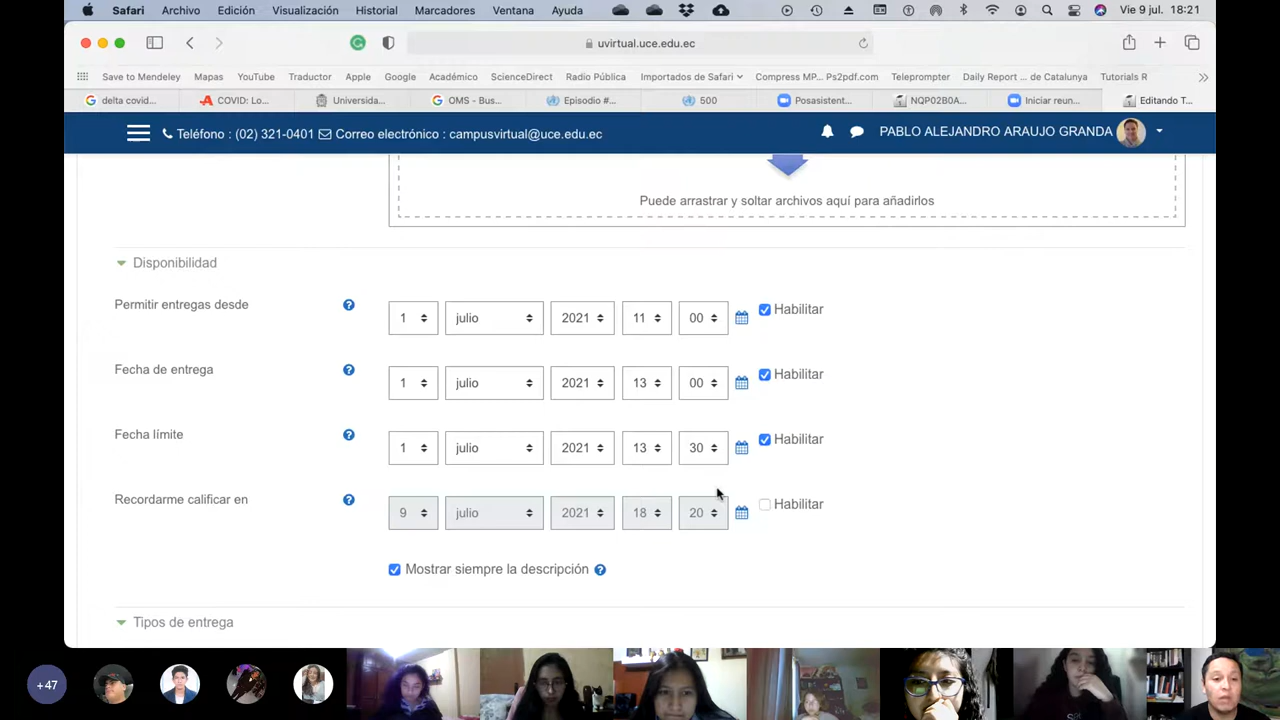 Safari Archivo Edición Visualización Historial Marcadores Ventana Ayuda Vie 9 jul. 18:21
uvirtual.uce.edu.ec
Save to Mendeley Mapas YouTube Traductor Apple Google Académico ScienceDirect Radio Pública Importados de Safari Compress MP... Ps2pdf.com Teleprompter Daily Report ... de Catalunya Tutorials R
delta covid... COVID: Lo... Universida... OMS - Bus... Episodio #... 500 Posasistent... NQP02B0A... Iniciar reun... Editando T...
Teléfono : (02) 321-0401 Correo electrónico : campusvirtual@uce.edu.ec PABLO ALEJANDRO ARAUJO GRANDA
Puede arrastrar y soltar archivos aquí para añadirlos
Disponibilidad
Permitir entregas desde 1 julio 2021 11 00 Habilitar
Fecha de entrega 1 julio 2021 13 00 Habilitar
Fecha límite 1 julio 2021 13 30 Habilitar
Recordarme calificar en 9 julio 2021 18 20 Habilitar
Mostrar siempre la descripción
Tipos de entrega
+47